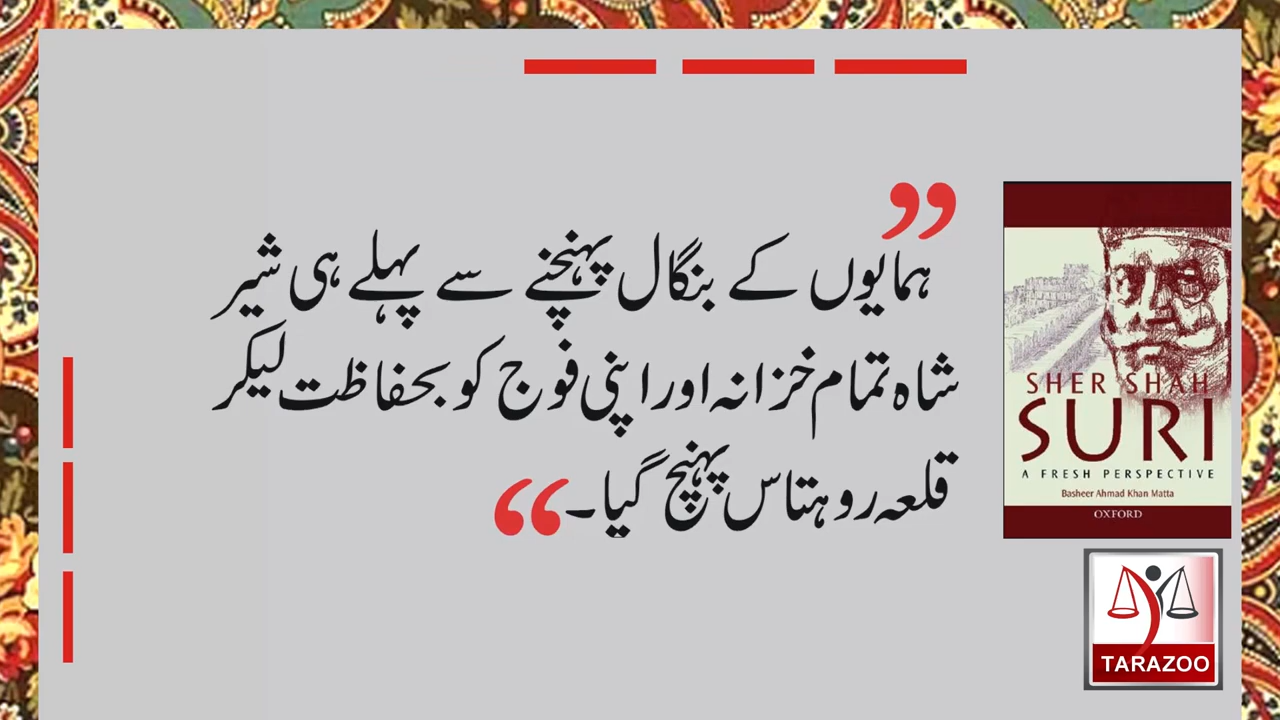 ”
ہمایوں کے بنگال پہنچنے سے پہلے ہی شیر
شاہ تمام خزانہ اور اپنی فوج کو بحفاظت لیکر
قلعہ روہتاس پہنچ گیا۔“
SHER SHAH
SURI
A FRESH PERSPECTIVE
Basheer Ahmad Khan Matta
OXFORD
TARAZOO